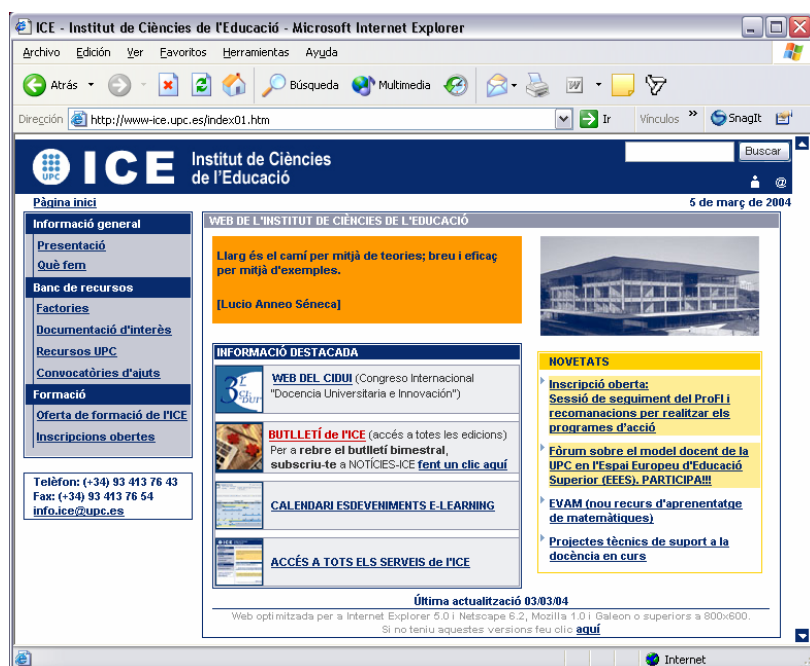 ICE - Institut de Ciències de l'Educació - Microsoft Internet Explorer
Archivo Edición Ver Favoritos Herramientas Ayuda
Atrás Búsqueda Multimedia
Dirección http://www-ice.upc.es/index01.htm Ir Vínculos » SnagIt
UPC ICE Institut de Ciències
de l'Educació
Buscar
@
Pàgina inici 5 de març de 2004
Informació general
Presentació
Què fem
Banc de recursos
Factories
Documentació d'interès
Recursos UPC
Convocatòries d'ajuts
Formació
Oferta de formació de l'ICE
Inscripcions obertes
Telèfon: (+34) 93 413 76 43
Fax: (+34) 93 413 76 54
info.ice@upc.es
WEB DE L'INSTITUT DE CIÈNCIES DE L'EDUCACIÓ
Llarg és el camí per mitjà de teories; breu i eficaç
per mitjà d'exemples.
[Lucio Anneo Séneca]
INFORMACIÓ DESTACADA
WEB DEL CIDUI (Congreso Internacional
"Docencia Universitaria e Innovación")
BUTLLETÍ de l'ICE (accés a totes les edicions)
Per a rebre el butlletí bimestral,
subscriu-te a NOTÍCIES-ICE fent un clic aquí
CALENDARI ESDEVENIMENTS E-LEARNING
ACCÉS A TOTS ELS SERVEIS de l'ICE
NOVETATS
Inscripció oberta:
Sessió de seguiment del ProFI i
recomanacions per realitzar els
programes d'acció
Fòrum sobre el model docent de la
UPC en l'Espai Europeu d'Educació
Superior (EEES). PARTICIPA!!!
EVAM (nou recurs d'aprenentatge
de matemàtiques)
Projectes tècnics de suport a la
docència en curs
Última actualització 03/03/04
Web optimitzada per a Internet Explorer 5.0 i Netscape 6.2, Mozilla 1.0 i Galeon o superiors a 800x600.
Si no teniu aquestes versions feu clic aquí
Internet